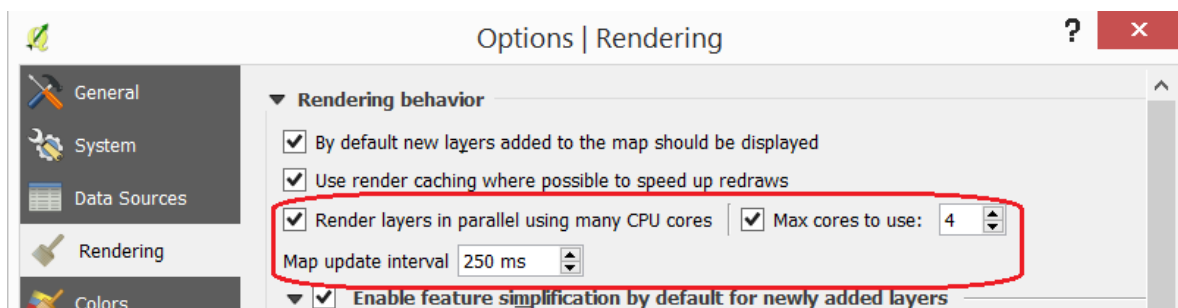 Options | Rendering
?
General
System
Data Sources
Rendering
Colors
Rendering behavior
By default new layers added to the map should be displayed
Use render caching where possible to speed up redraws
Render layers in parallel using many CPU cores Max cores to use: 4
Map update interval 250 ms
Enable feature simplification by default for newly added layers